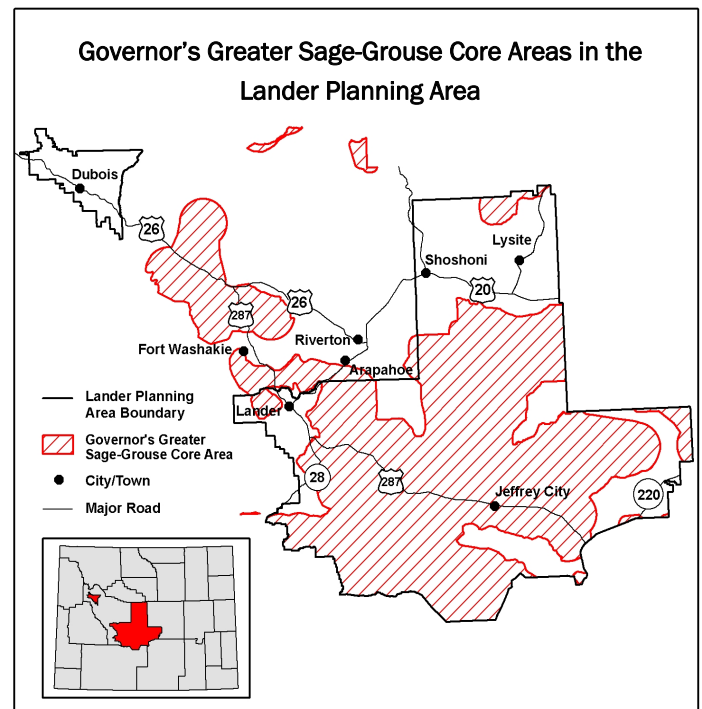 Governor's Greater Sage-Grouse Core Areas in the
Lander Planning Area
Dubois
26
Lysite
Shoshoni
20
26
287
Riverton
Fort Washakie
Arapahoe
Lander
Lander Planning
Area Boundary
Governor's Greater
Sage-Grouse Core Area
City/Town
Major Road
28
287
Jeffrey City
220